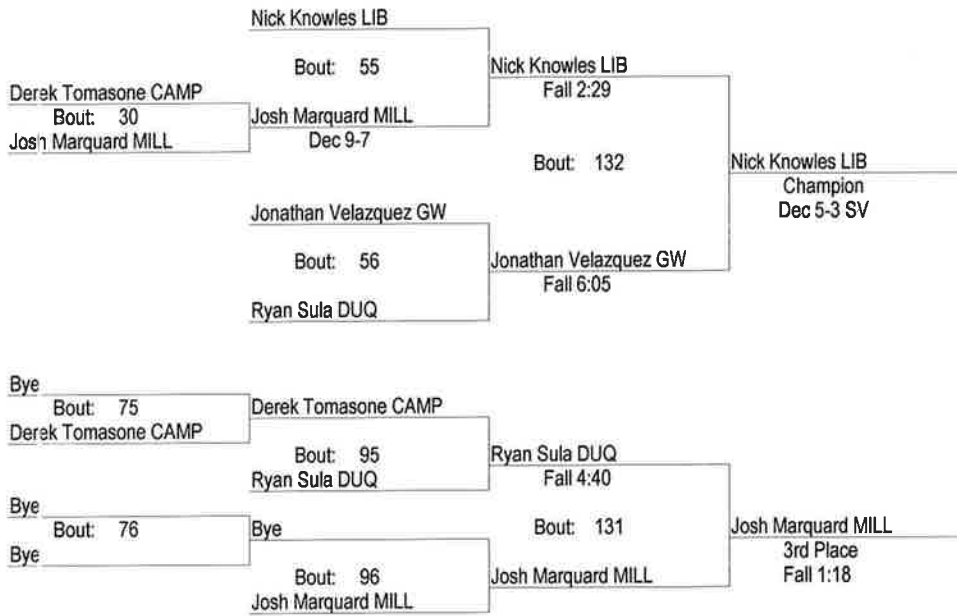 Nick Knowles LIB
Bout: 55
Nick Knowles LIB
Fall 2:29
Derek Tomasone CAMP
Bout: 30
Josh Marquard MILL
Josh Marquard MILL
Dec 9-7
Bout: 132
Nick Knowles LIB
Champion
Dec 5-3 SV
Jonathan Velazquez GW
Bout: 56
Jonathan Velazquez GW
Fall 6:05
Ryan Sula DUQ
Bye
Bout: 75
Derek Tomasone CAMP
Derek Tomasone CAMP
Bout: 95
Ryan Sula DUQ
Ryan Sula DUQ
Fall 4:40
Bye
Bout: 76
Bye
Bye
Bout: 96
Josh Marquard MILL
Bout: 131
Josh Marquard MILL
Josh Marquard MILL
3rd Place
Fall 1:18